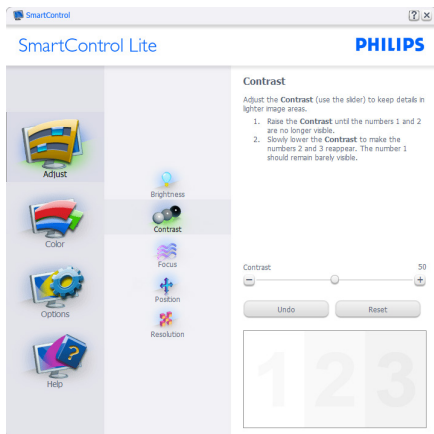 SmartControl
? x
SmartControl Lite
PHILIPS
Adjust
Color
Options
Help
Brightness
Contrast
Focus
Position
Resolution
Contrast
Adjust the Contrast (use the slider) to keep details in
lighter image areas.
1. Raise the Contrast until the numbers 1 and 2
are no longer visible.
2. Slowly lower the Contrast to make the
numbers 2 and 3 reappear. The number 1
should remain barely visible.
Contrast 50
Undo Reset
1 2 3